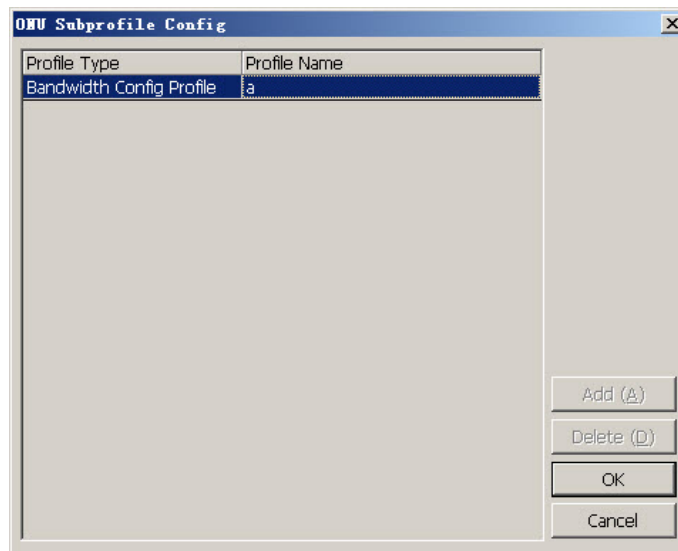 ONU Subprofile Config
Profile Type Profile Name
Bandwidth Config Profile a
Add (A)
Delete (D)
OK
Cancel